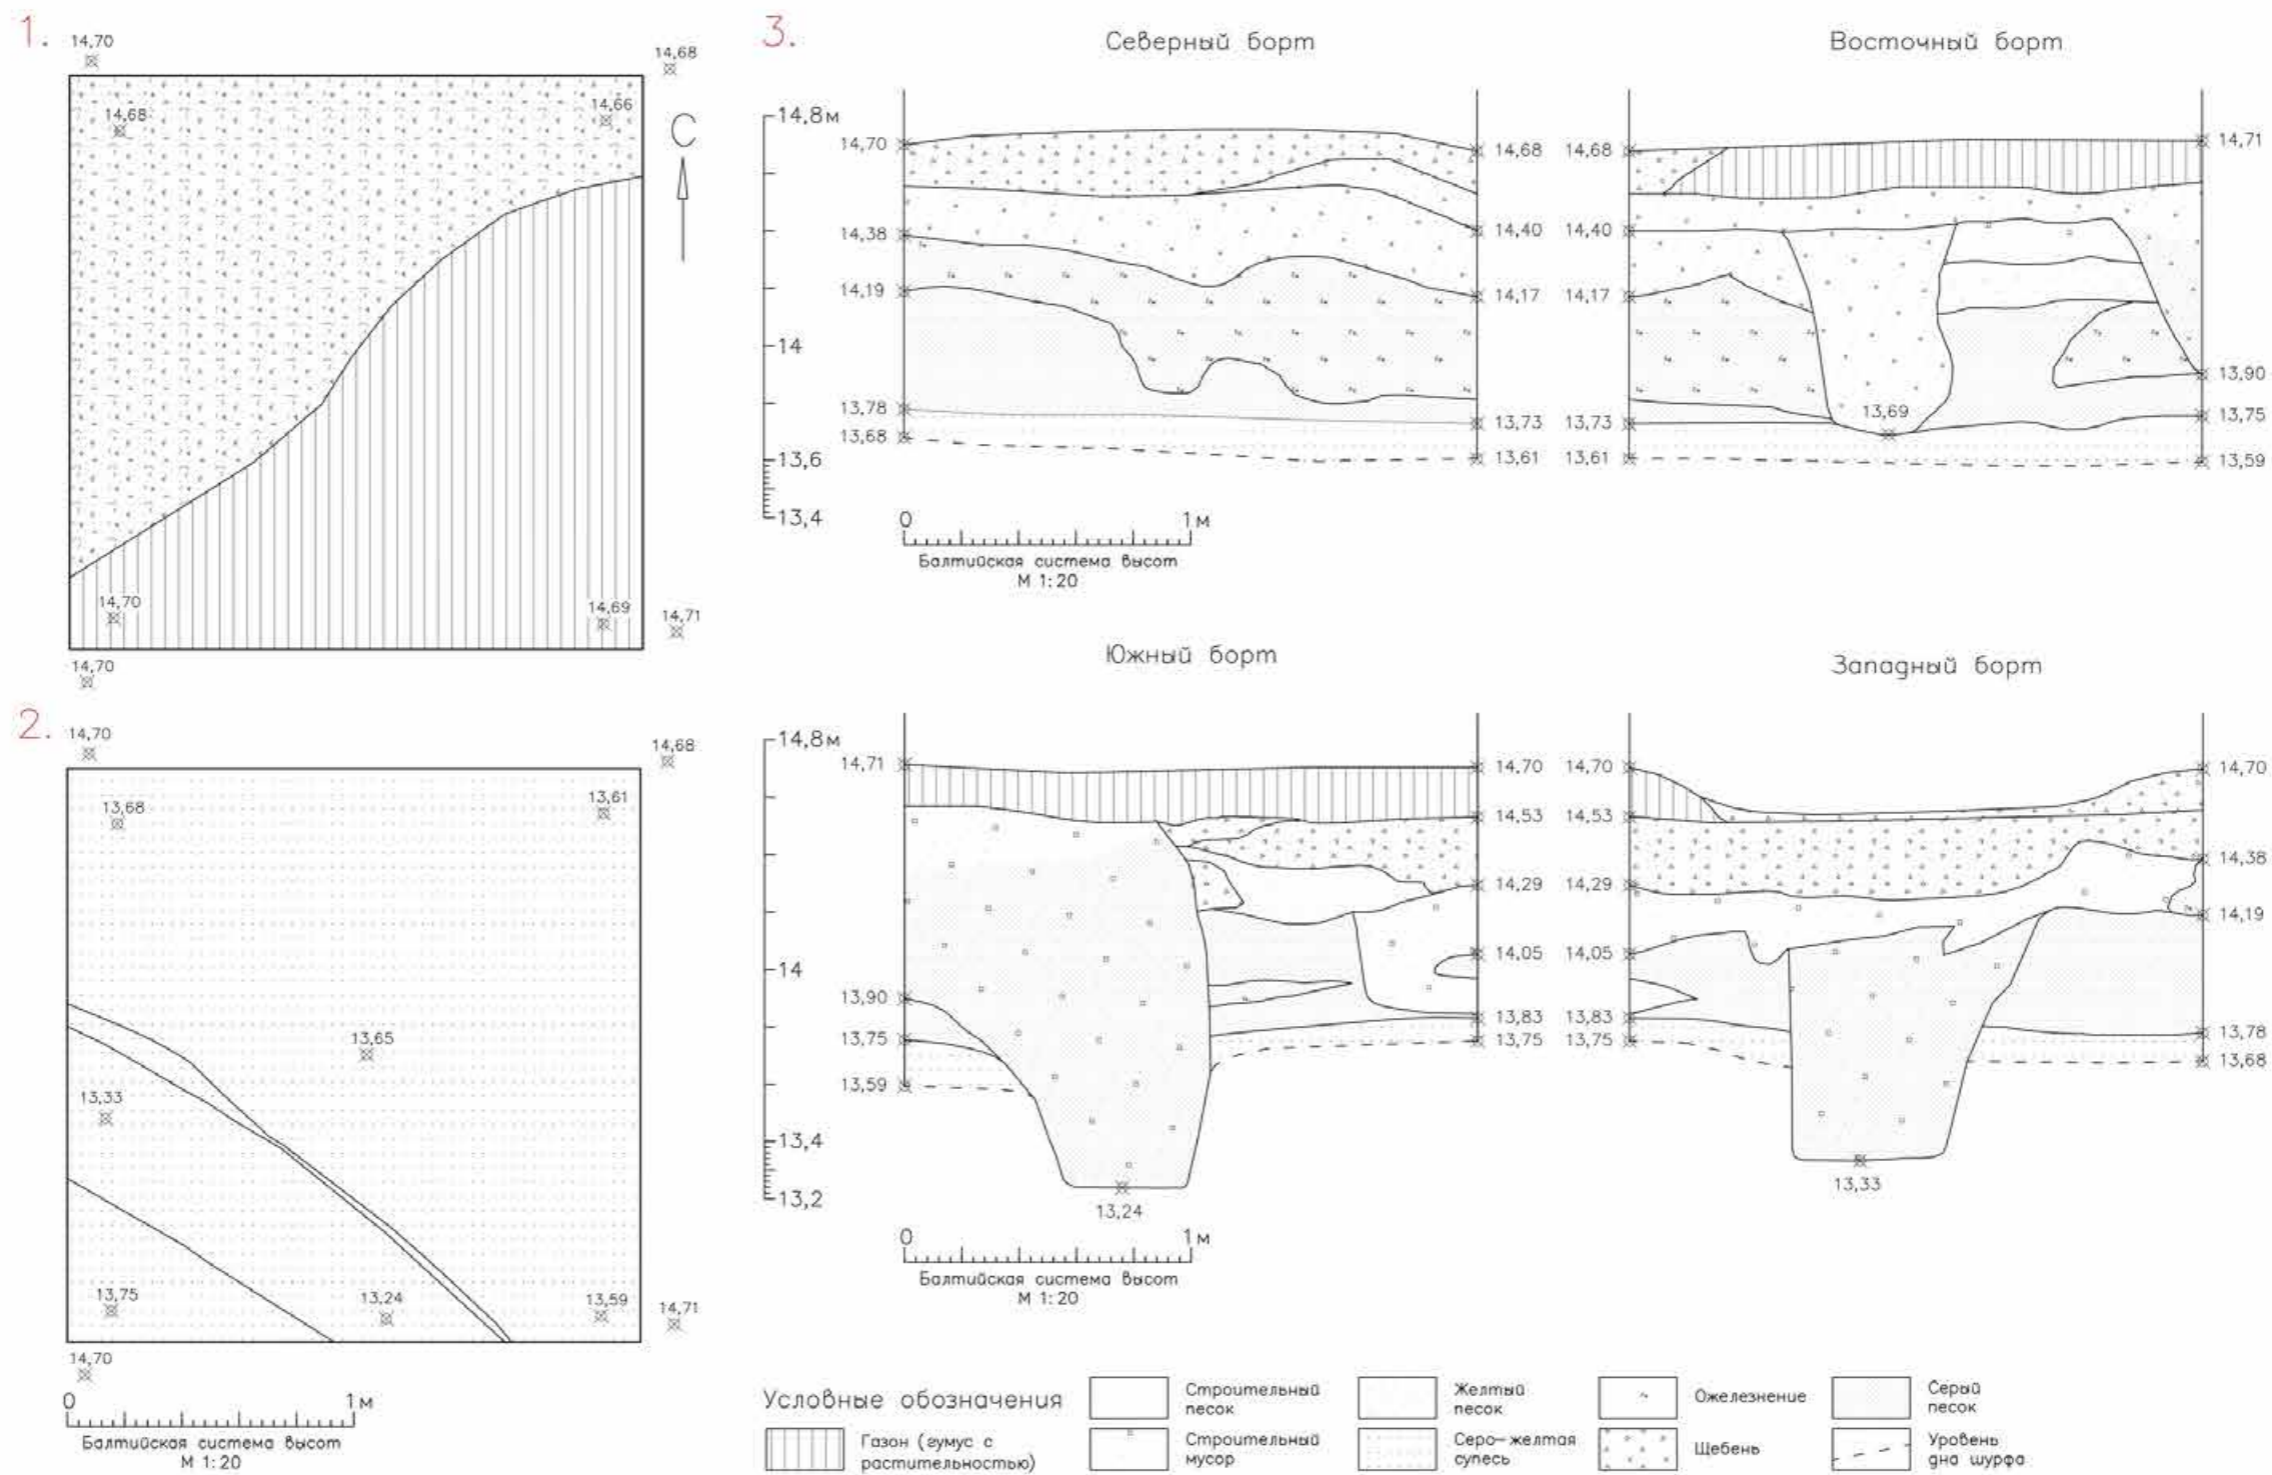 1.
14,70
14,68
14,68
14,66
С
14,70
14,69
14,71
14,70
2.
14,70
14,68
13,68
13,61
13,65
13,33
13,75
13,24
13,59
14,71
14,70
0 1м
Балтийская система высот
М 1:20
3.
Северный борт
14,8м
14
13,6
13,4
14,70
14,38
14,19
13,78
13,68
14,68
14,40
14,17
13,73
13,61
0 1м
Балтийская система высот
М 1:20
Восточный борт
14,68
14,40
14,17
13,73
13,61
13,69
14,71
13,90
13,75
13,59
Южный борт
14,8м
14
13,4
13,2
14,71
13,90
13,75
13,59
13,24
14,70
14,53
14,29
14,05
13,83
13,75
0 1м
Балтийская система высот
М 1:20
Западный борт
14,70
14,53
14,29
14,05
13,83
13,75
13,33
14,70
14,38
14,19
13,78
13,68
Условные обозначения
Газон (гумус с
растительностью)
Строительный
песок
Строительный
мусор
Желтый
песок
Серо-желтая
супесь
Ожелезнение
Щебень
Серый
песок
Уровень
дна шурфа